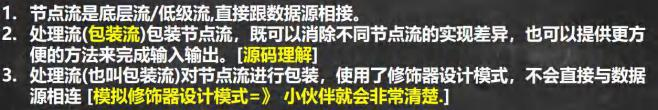 1. 节点流是底层流/低级流,直接跟数据源相接。
2. 处理流(包装流)包装节点流，既可以消除不同节点流的实现差异，也可以提供更方
便的方法来完成输入输出。[源码理解]
3. 处理流(也叫包装流)对节点流进行包装，使用了修饰器设计模式，不会直接与数据
源相连 [模拟修饰器设计模式=》 小伙伴就会非常清楚.]